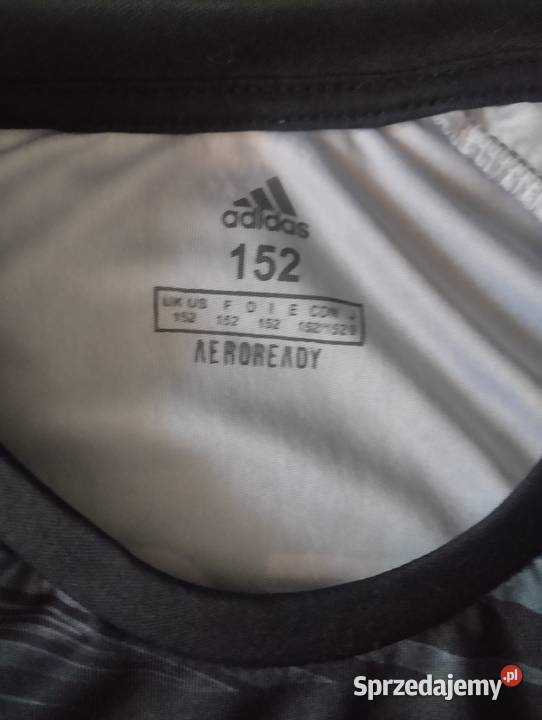 adidas
152
UK US F D I E CDN J
152 152 152 152
AEROREADY
Sprzedajemy.pl